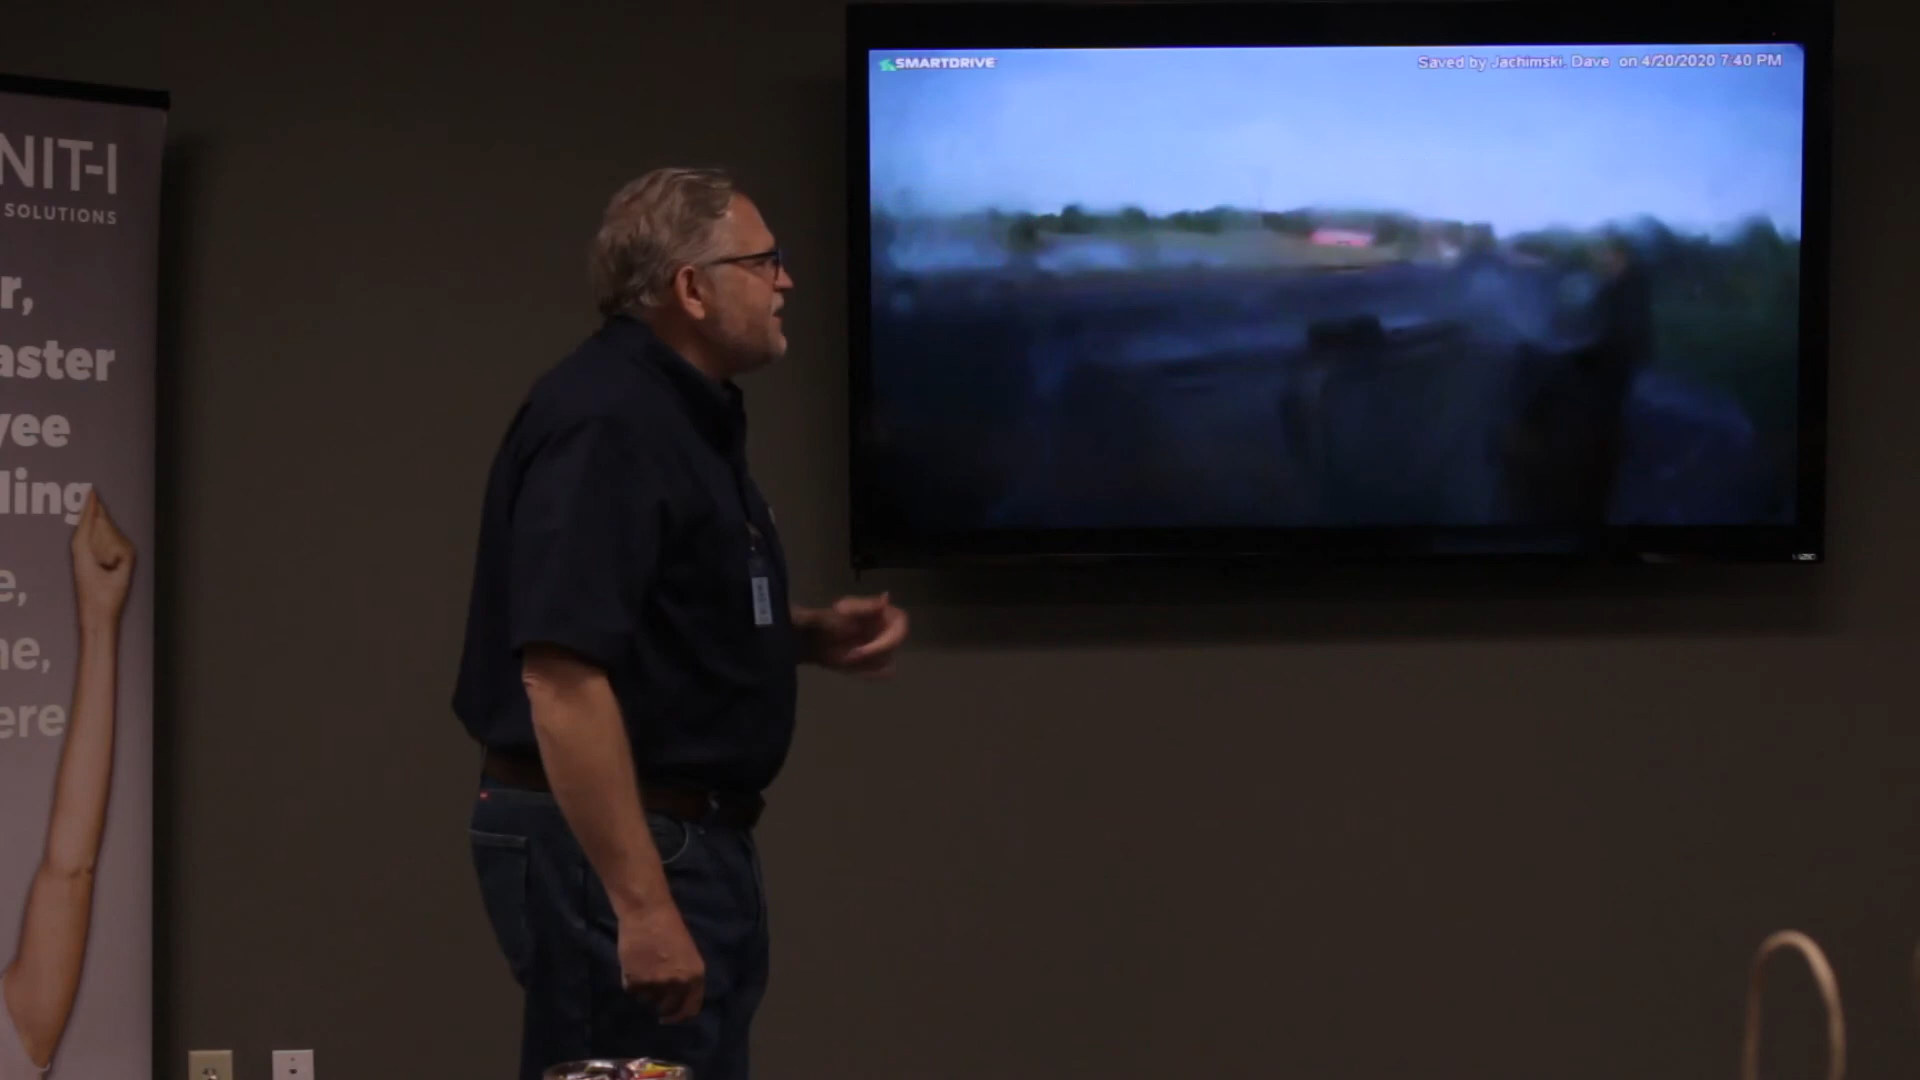 NIT-I
SOLUTIONS
r,
aster
yee
ling
e,
ne,
ere
SMARTDRIVE
Saved by Jachimski, Dave on 4/20/2020 7:40 PM
VIZIO